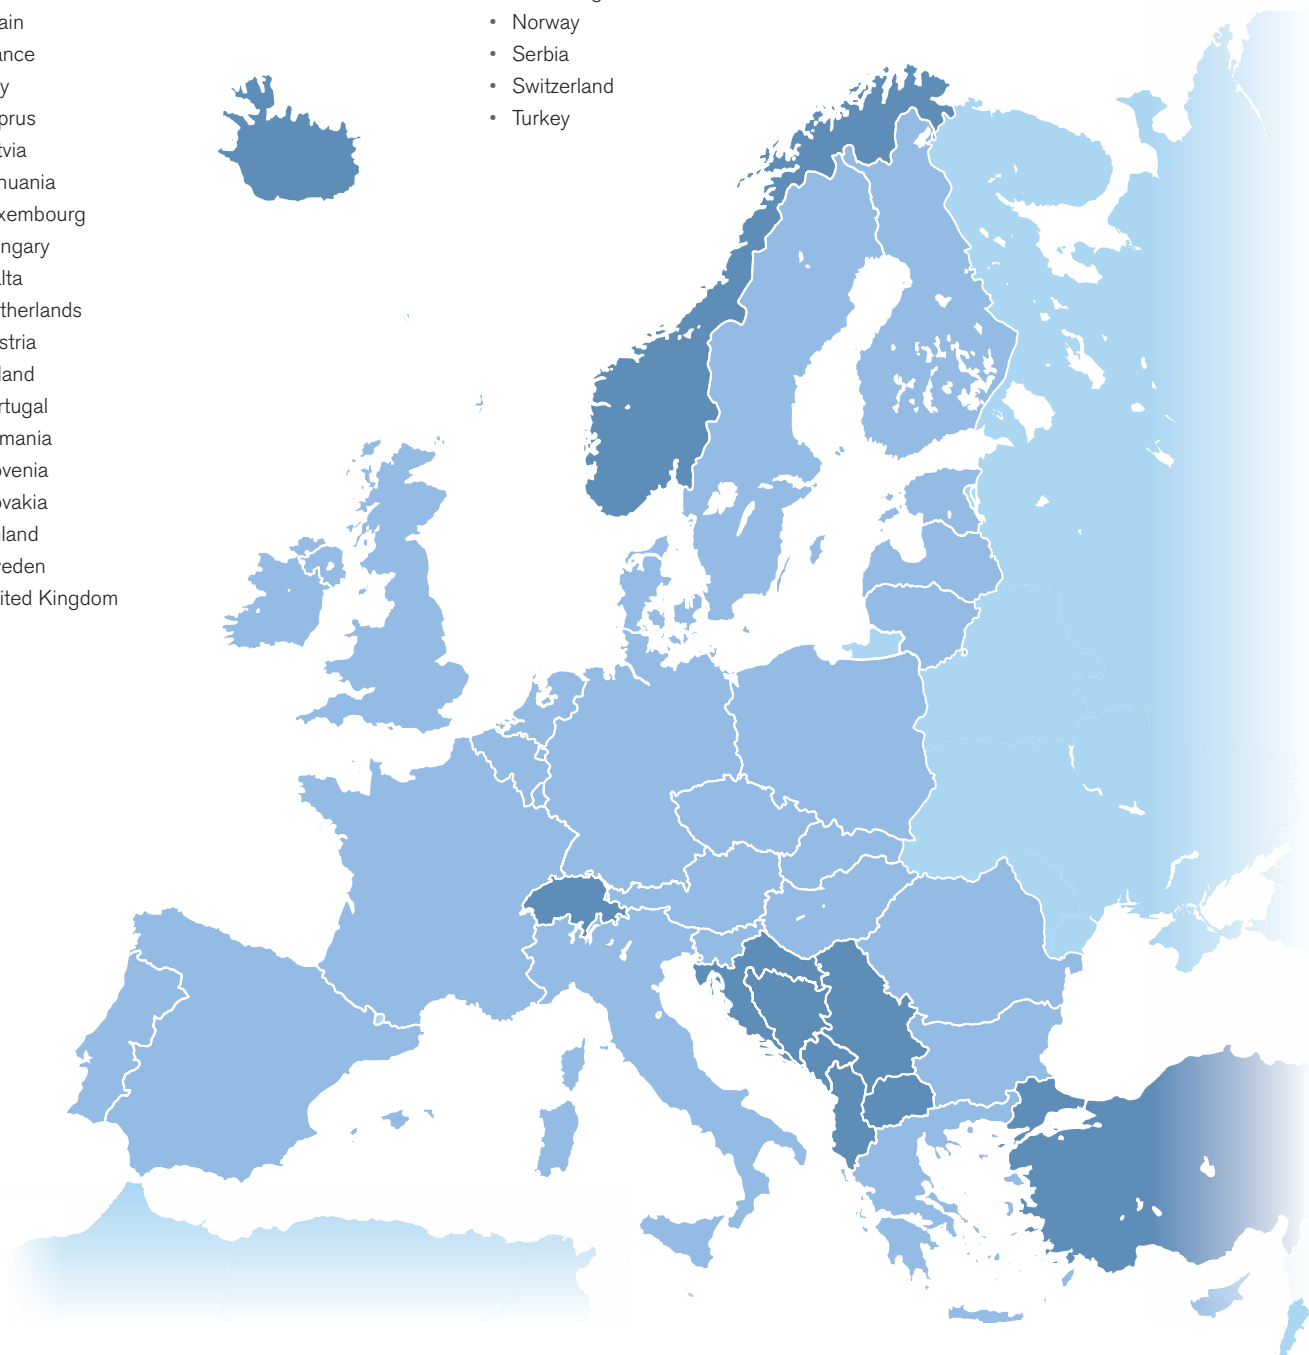 ain
ance
y
prus
tvia
huania
xembourg
ngary
alta
therlands
stria
land
rtugal
mania
ovenia
ovakia
land
eden
ited Kingdom
• Norway
• Serbia
• Switzerland
• Turkey